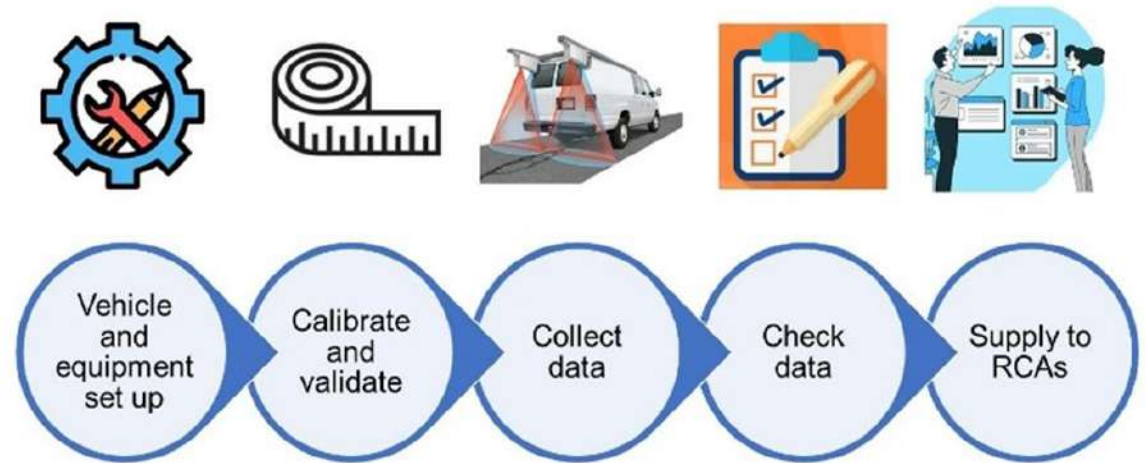 Vehicle
and
equipment
set up
Calibrate
and
validate
Collect
data
Check
data
Supply to
RCAs